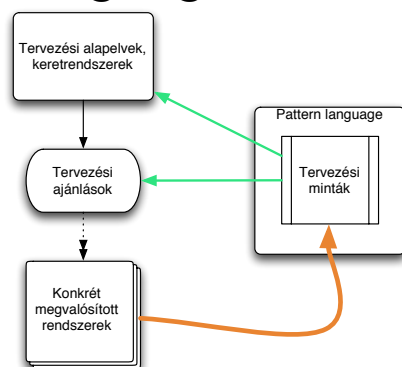 Tervezési alapelvek,
keretrendszerek
Pattern language
Tervezési
ajánlások
Tervezési
minták
Konkrét
megvalósított
rendszerek